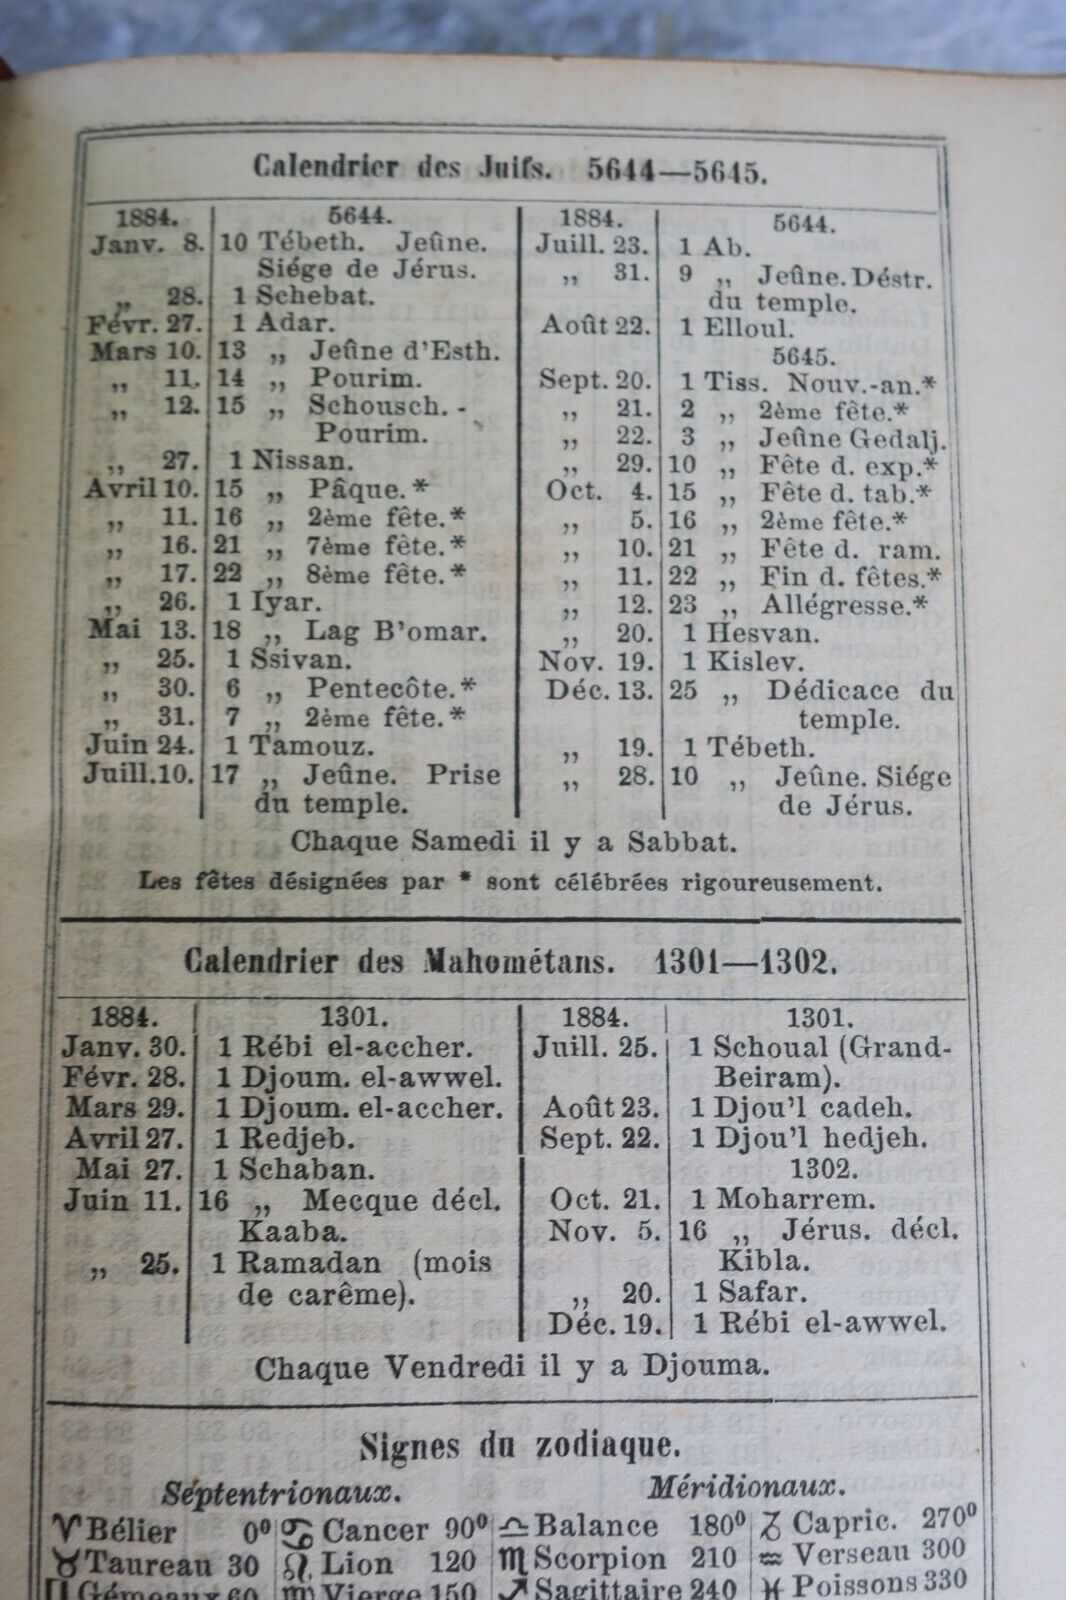 Calendrier des Juifs. 5644—5645.
1884. 5644.
Janv. 8. 10 Tébeth. Jeûne.
Siége de Jérus.
„ 28. 1 Schebat.
Févr. 27. 1 Adar.
Mars 10. 13 „ Jeûne d'Esth.
„ 11. 14 „ Pourim.
„ 12. 15 „ Schousch.-
Pourim.
„ 27. 1 Nissan.
Avril 10. 15 „ Pâque.*
„ 11. 16 „ 2ème fête.*
„ 16. 21 „ 7ème fête.*
„ 17. 22 „ 8ème fête.*
„ 26. 1 Iyar.
Mai 13. 18 „ Lag B'omar.
„ 25. 1 Ssivan.
„ 30. 6 „ Pentecôte.*
„ 31. 7 „ 2ème fête.*
Juin 24. 1 Tamouz.
Juill. 10. 17 „ Jeûne. Prise
du temple.
1884. 5644.
Juill. 23. 1 Ab.
„ 31. 9 „ Jeûne. Déstr.
du temple.
Août 22. 1 Elloul.
5645.
Sept. 20. 1 Tiss. Nouv.-an.*
„ 21. 2 „ 2ème fête.*
„ 22. 3 „ Jeûne Gedalj.
„ 29. 10 „ Fête d. exp.*
Oct. 4. 15 „ Fête d. tab.*
„ 5. 16 „ 2ème fête.*
„ 10. 21 „ Fête d. ram.
„ 11. 22 „ Fin d. fêtes.*
„ 12. 23 „ Allégresse.*
„ 20. 1 Hesvan.
Nov. 19. 1 Kislev.
Déc. 13. 25 „ Dédicace du
temple.
„ 19. 1 Tébeth.
„ 28. 10 „ Jeûne. Siége
de Jérus.
Chaque Samedi il y a Sabbat.
Les fêtes désignées par * sont célébrées rigoureusement.
Calendrier des Mahométans. 1301—1302.
1884. 1301.
Janv. 30. 1 Rébi el-accher.
Févr. 28. 1 Djoum. el-awwel.
Mars 29. 1 Djoum. el-accher.
Avril 27. 1 Redjeb.
Mai 27. 1 Schaban.
Juin 11. 16 „ Mecque décl.
Kaaba.
„ 25. 1 Ramadan (mois
de carême).
1884. 1301.
Juill. 25. 1 Schoual (Grand-
Beiram).
Août 23. 1 Djou'l cadeh.
Sept. 22. 1 Djou'l hedjeh.
1302.
Oct. 21. 1 Moharrem.
Nov. 5. 16 „ Jérus. décl.
Kibla.
„ 20. 1 Safar.
Déc. 19. 1 Rébi el-awwel.
Chaque Vendredi il y a Djouma.
Signes du zodiaque.
Séptentrionaux. Méridionaux.
♈ Bélier 0⁰ ♋ Cancer 90⁰ ♎ Balance 180⁰ ♑ Capric. 270⁰
♉ Taureau 30 ♌ Lion 120 ♏ Scorpion 210 ♒ Verseau 300
♊ Gémeaux 60 ♍ Vierge 150 ♐ Sagittaire 240 ♓ Poissons 330